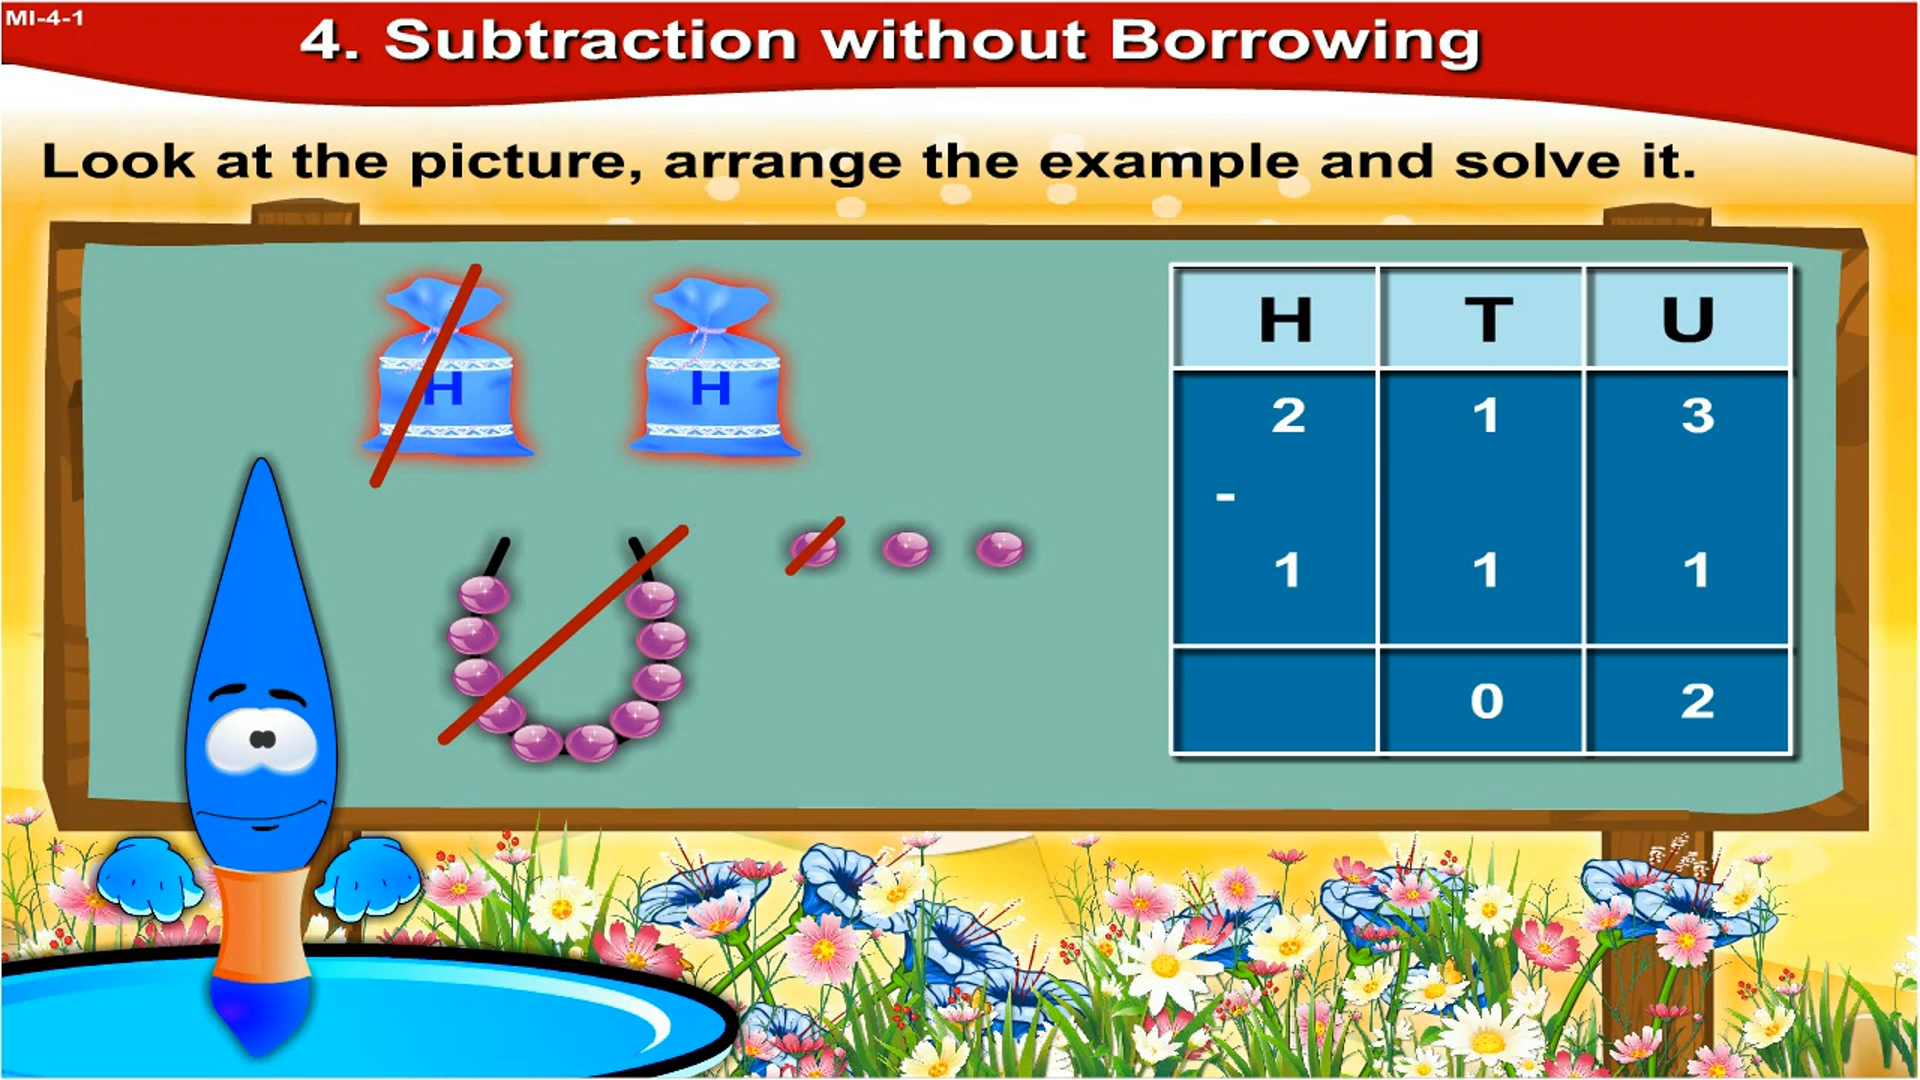 MI-4-1
4. Subtraction without Borrowing
Look at the picture, arrange the example and solve it.
H H
H T U
2 1 3
-
1 1 1
0 2